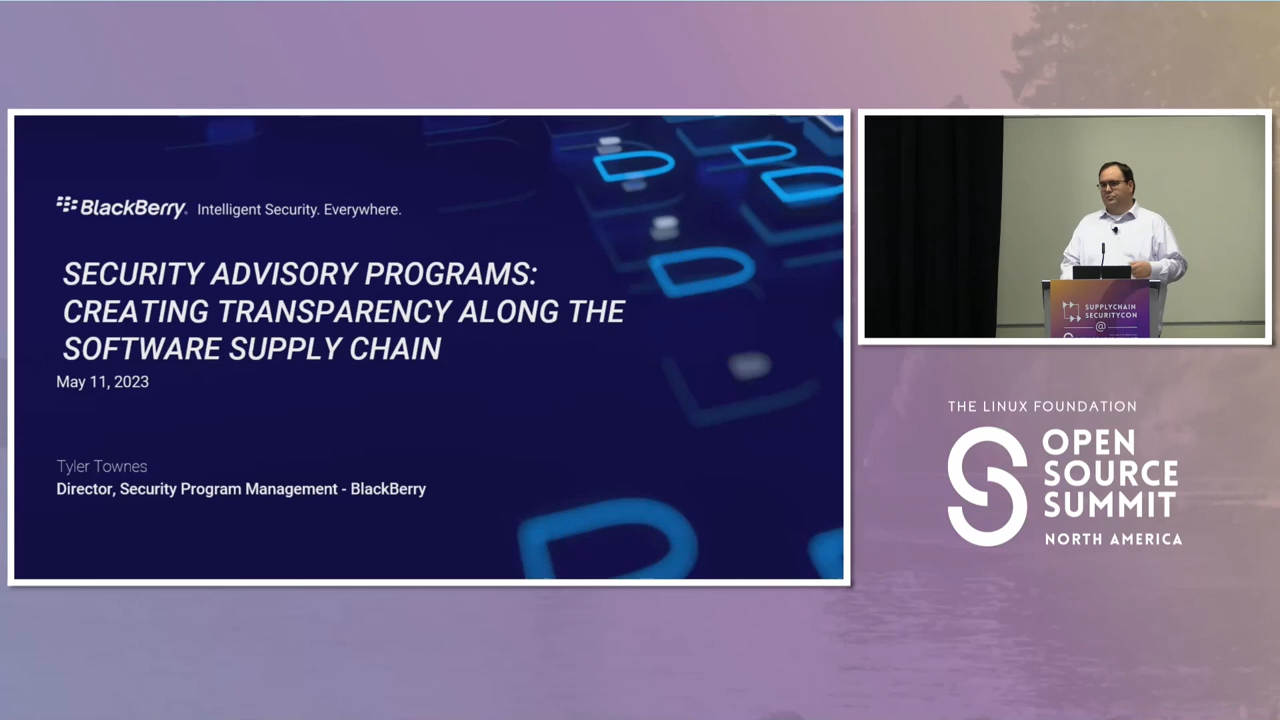 BlackBerry. Intelligent Security. Everywhere.
SECURITY ADVISORY PROGRAMS:
CREATING TRANSPARENCY ALONG THE
SOFTWARE SUPPLY CHAIN
May 11, 2023
Tyler Townes
Director, Security Program Management - BlackBerry
SUPPLYCHAIN
SECURITYCON
@
THE LINUX FOUNDATION
OPEN
SOURCE
SUMMIT
NORTH AMERICA